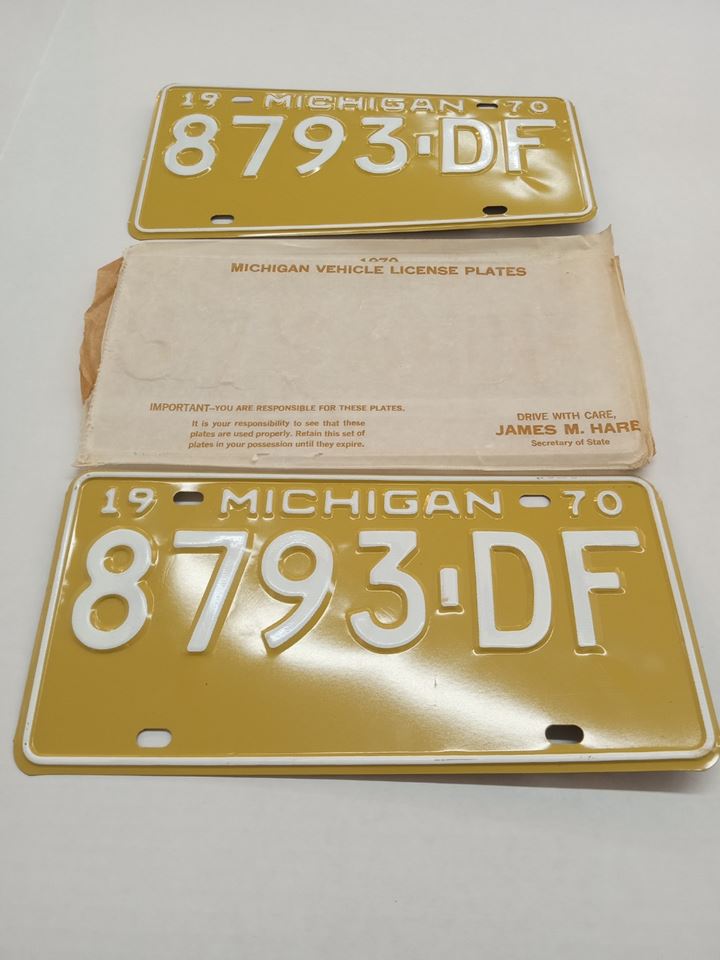 19 MICHIGAN 70
8793-DF
1970
MICHIGAN VEHICLE LICENSE PLATES
IMPORTANT—YOU ARE RESPONSIBLE FOR THESE PLATES.
It is your responsibility to see that these
plates are used properly. Retain this set of
plates in your possession until they expire.
DRIVE WITH CARE,
JAMES M. HARE
Secretary of State
19 MICHIGAN 70
8793-DF